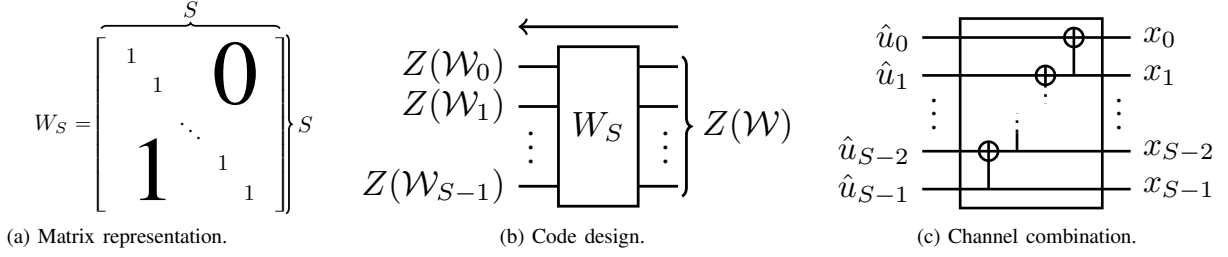 S
W_S =
1
1
0
⋱
1
1
1
S
(a) Matrix representation.
Z(𝒲_0)
Z(𝒲_1)
⋮
Z(𝒲_{S−1})
W_S
⋮
Z(𝒲)
(b) Code design.
û_0 x_0
û_1 x_1
⋮ ⋮
û_{S−2} x_{S−2}
û_{S−1} x_{S−1}
(c) Channel combination.